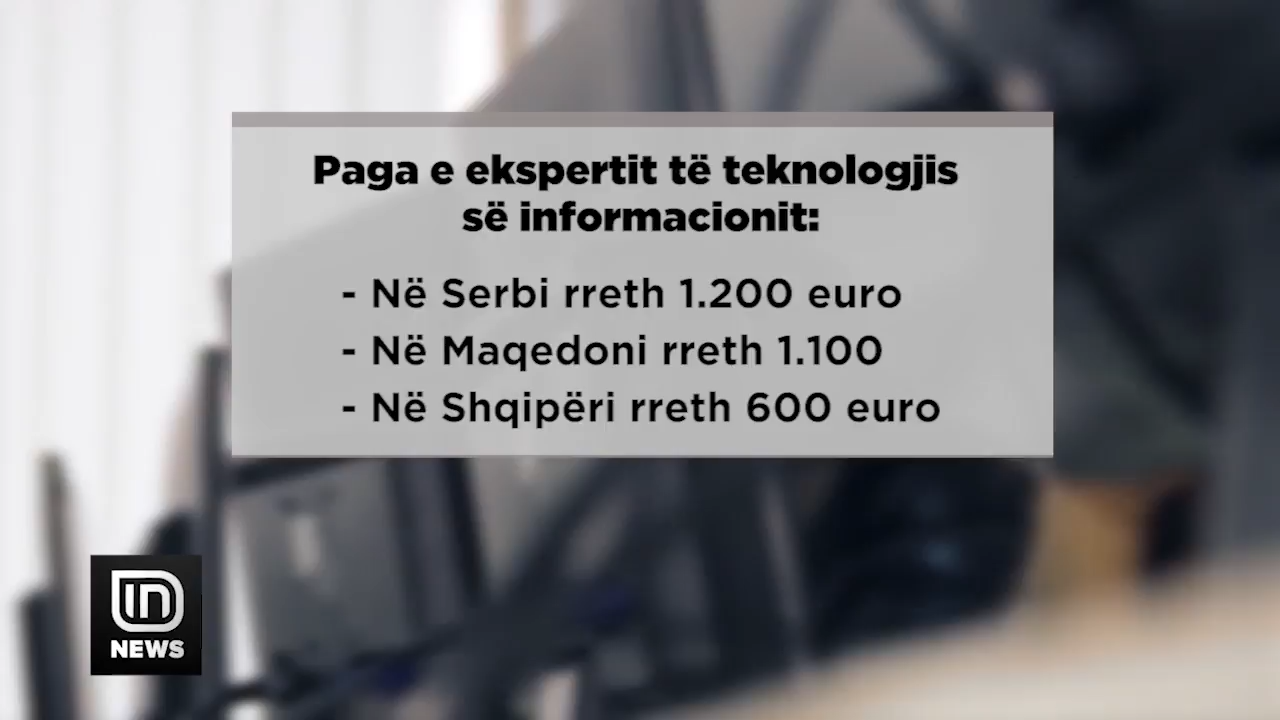 Paga e ekspertit të teknologjis
së informacionit:
- Në Serbi rreth 1.200 euro
- Në Maqedoni rreth 1.100
- Në Shqipëri rreth 600 euro
IN
NEWS